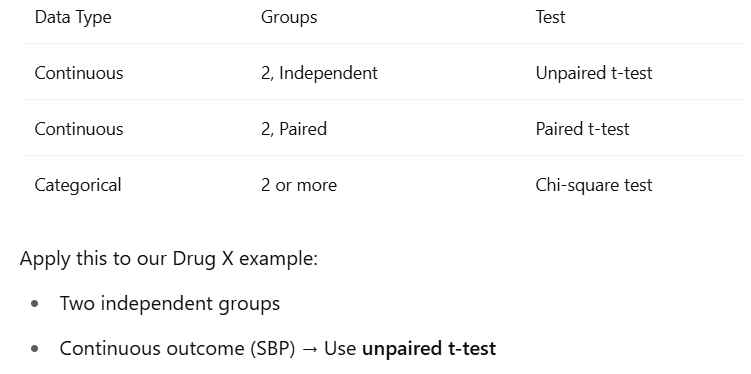 Data Type Groups Test
Continuous 2, Independent Unpaired t-test
Continuous 2, Paired Paired t-test
Categorical 2 or more Chi-square test
Apply this to our Drug X example:
• Two independent groups
• Continuous outcome (SBP) → Use unpaired t-test